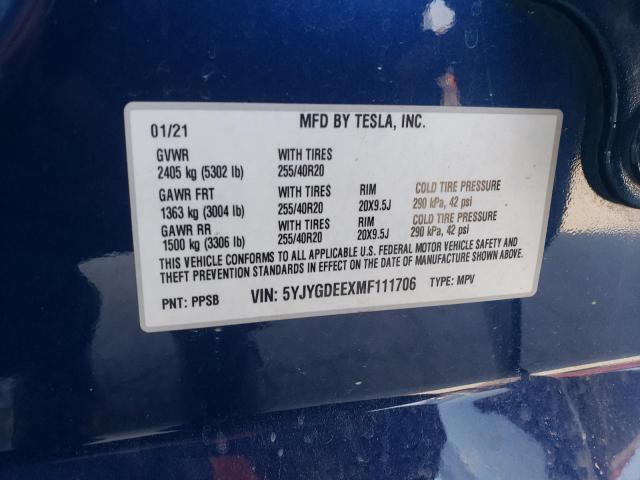 01/21 MFD BY TESLA, INC.
GVWR WITH TIRES
2405 kg (5302 lb) 255/40R20
GAWR FRT WITH TIRES RIM COLD TIRE PRESSURE
1363 kg (3004 lb) 255/40R20 20X9.5J 290 kPa, 42 psi
GAWR RR WITH TIRES RIM COLD TIRE PRESSURE
1500 kg (3306 lb) 255/40R20 20X9.5J 290 kPa, 42 psi
THIS VEHICLE CONFORMS TO ALL APPLICABLE U.S. FEDERAL MOTOR VEHICLE SAFETY AND
THEFT PREVENTION STANDARDS IN EFFECT ON THE DATE OF MANUFACTURE SHOWN ABOVE.
PNT: PPSB VIN: 5YJYGDEEXMF111706 TYPE: MPV